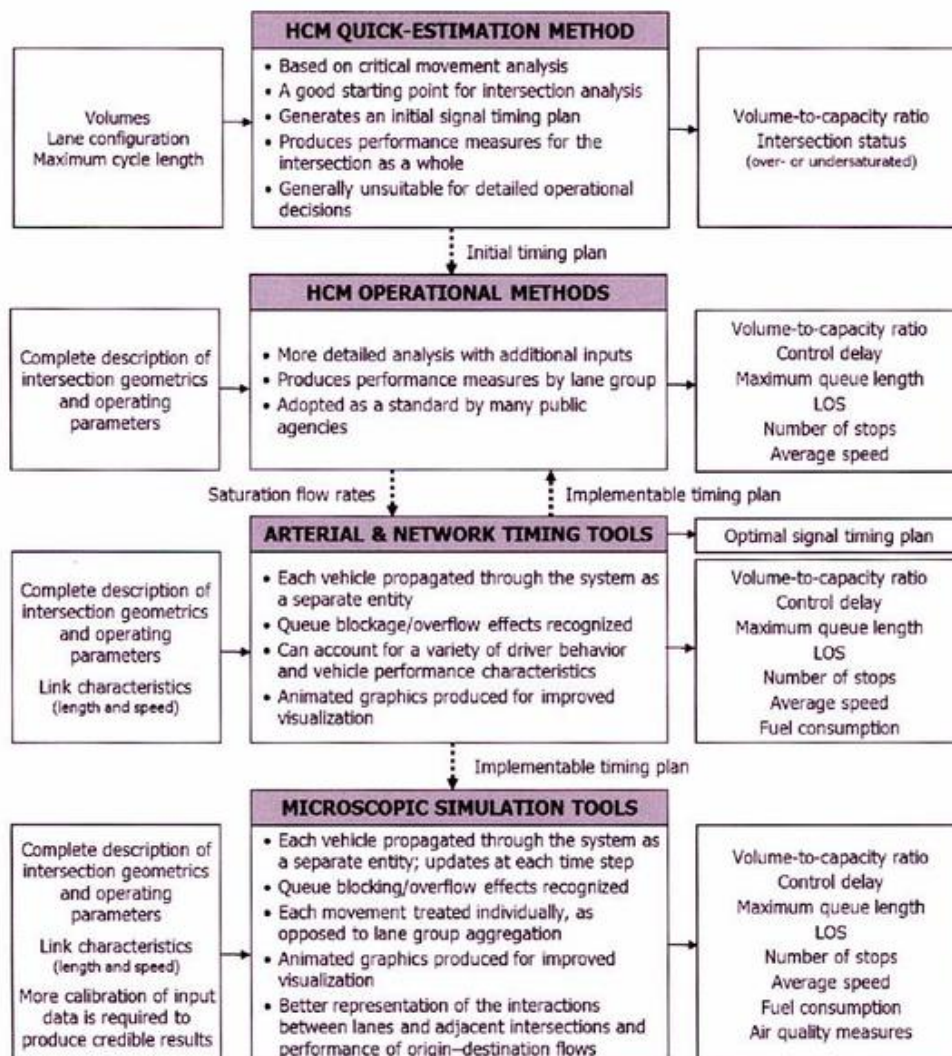 HCM QUICK-ESTIMATION METHOD
Volumes
Lane configuration
Maximum cycle length
• Based on critical movement analysis
• A good starting point for intersection analysis
• Generates an initial signal timing plan
• Produces performance measures for the
intersection as a whole
• Generally unsuitable for detailed operational
decisions
Volume-to-capacity ratio
Intersection status
(over- or undersaturated)
Initial timing plan
HCM OPERATIONAL METHODS
Complete description of
intersection geometrics
and operating
parameters
• More detailed analysis with additional inputs
• Produces performance measures by lane group
• Adopted as a standard by many public
agencies
Volume-to-capacity ratio
Control delay
Maximum queue length
LOS
Number of stops
Average speed
Saturation flow rates
Implementable timing plan
ARTERIAL & NETWORK TIMING TOOLS
Optimal signal timing plan
Complete description of
intersection geometrics
and operating
parameters
Link characteristics
(length and speed)
• Each vehicle propagated through the system as
a separate entity
• Queue blockage/overflow effects recognized
• Can account for a variety of driver behavior
and vehicle performance characteristics
• Animated graphics produced for improved
visualization
Volume-to-capacity ratio
Control delay
Maximum queue length
LOS
Number of stops
Average speed
Fuel consumption
Implementable timing plan
MICROSCOPIC SIMULATION TOOLS
Complete description of
intersection geometrics
and operating
parameters
Link characteristics
(length and speed)
More calibration of input
data is required to
produce credible results
• Each vehicle propagated through the system as
a separate entity; updates at each time step
• Queue blocking/overflow effects recognized
• Each movement treated individually, as
opposed to lane group aggregation
• Animated graphics produced for improved
visualization
• Better representation of the interactions
between lanes and adjacent intersections and
performance of origin–destination flows
Volume-to-capacity ratio
Control delay
Maximum queue length
LOS
Number of stops
Average speed
Fuel consumption
Air quality measures